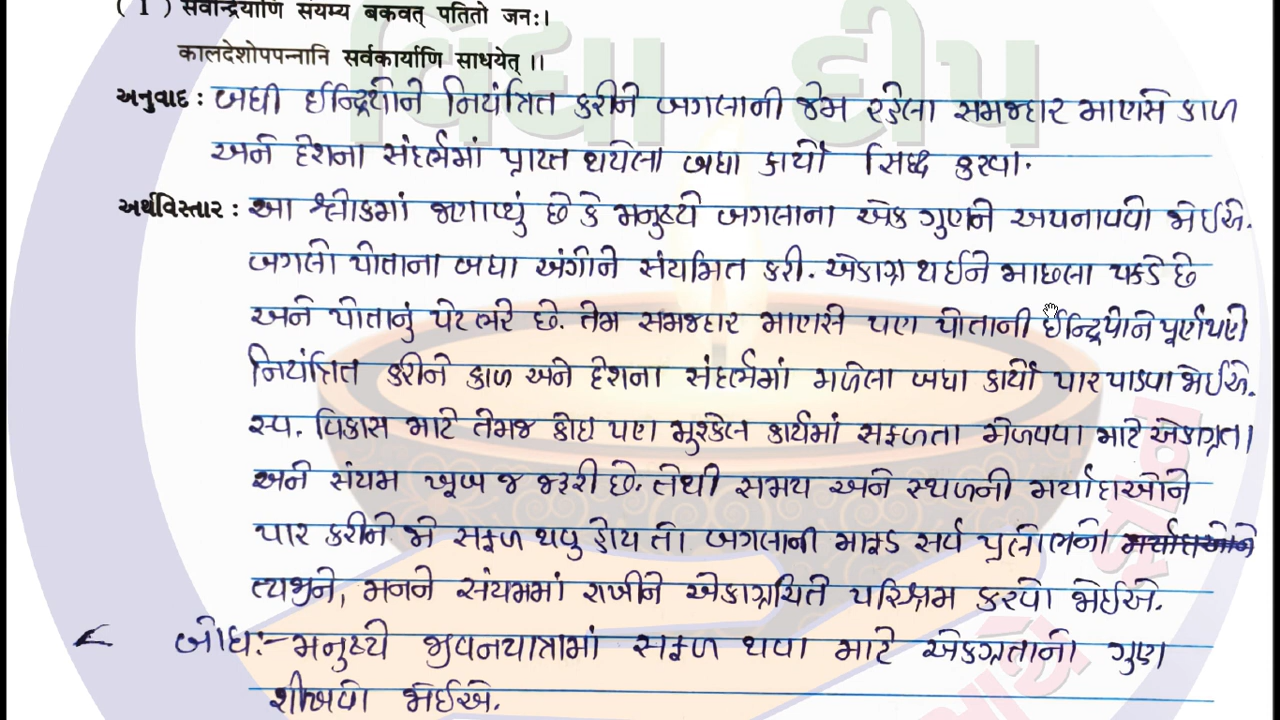 ( 1 ) सर्वेन्द्रियाणि संयम्य बकवत् पतितो जनः।
कालदेशोपपन्नानि सर्वकार्याणि साधयेत् ।।
અનુવાદ : બધી ઈન્દ્રિયોને નિયંત્રિત કરીને બગલાની જેમ રહેલા સમજદાર માણસે કાળ
અને દેશના સંદર્ભમાં પ્રાપ્ત થયેલા બધા કાર્યો સિદ્ધ કરવા.
અર્થવિસ્તાર : આ શ્લોકમાં જણાવ્યું છે કે મનુષ્યે બગલાના એક ગુણને અપનાવવો જોઈએ.
બગલો પોતાના બધા અંગોને સંયમિત કરી. એકાગ્ર થઈને માછલા પકડે છે
અને પોતાનું પેટ ભરે છે. તેમ સમજદાર માણસે પણ પોતાની ઈન્દ્રિયોને પૂર્ણપણે
નિયંત્રિત કરીને કાળ અને દેશના સંદર્ભમાં મળેલા બધા કાર્યો પાર પાડવા જોઈએ.
સ્વ. વિકાસ માટે તેમજ કોઇ પણ મુશ્કેલ કાર્યમાં સફળતા મેળવવા માટે એકાગ્રતા
અને સંયમ ખૂબ જ જરૂરી છે. તેથી સમય અને સ્થળની મર્યાદાઓને
પાર કરીને જો સફળ થવુ હોય તો બગલાની માફક સર્વ પ્રલોભનો
ત્યજીને, મનને સંયમમાં રાખીને એકાગ્રચિતે પરિશ્રમ કરવો જોઈએ.
બોધ:- મનુષ્યે જીવનયાત્રામાં સફળ થવા માટે એકાગ્રતાનો ગુણ
શીખવો જોઈએ.
વિદ્યા દીપ